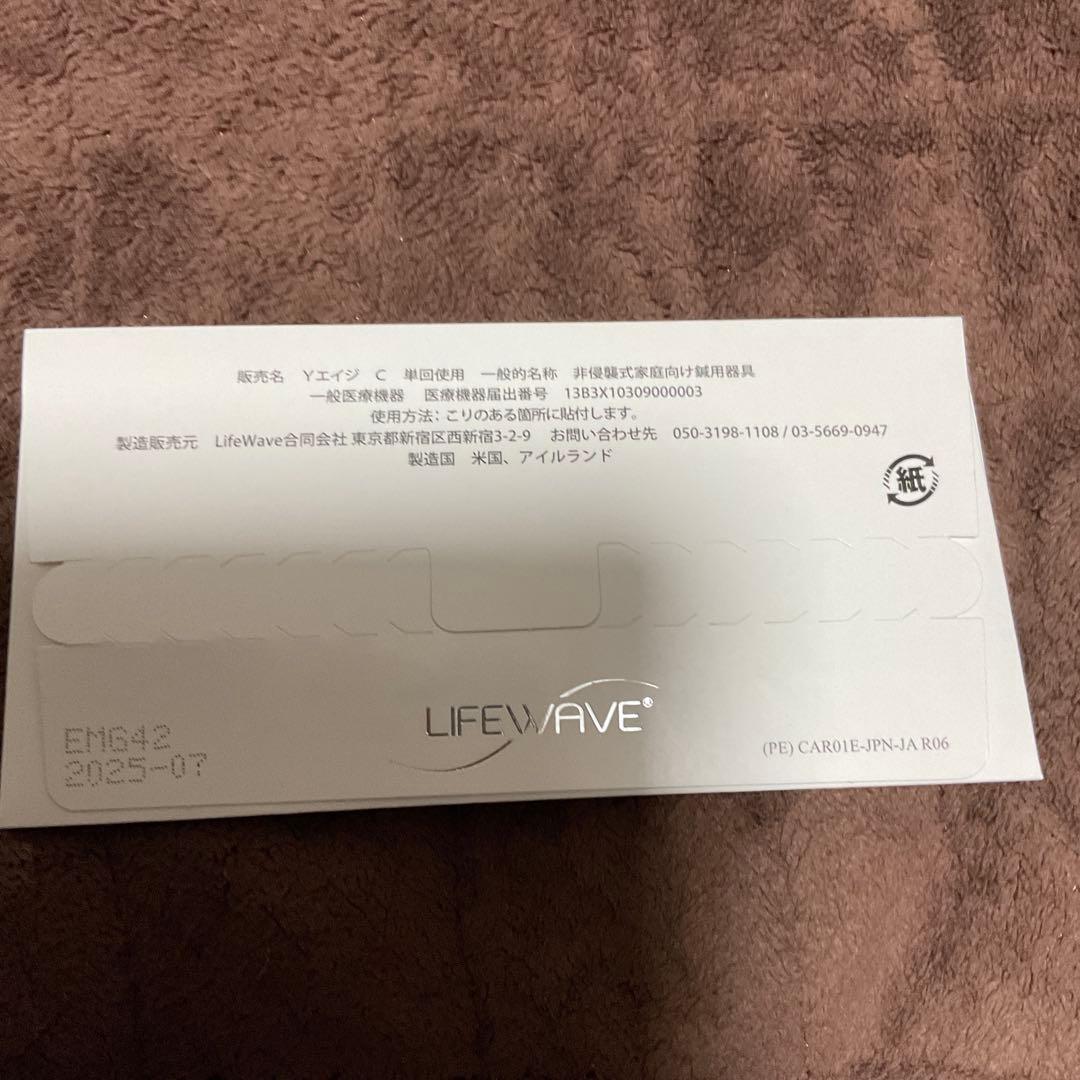 販売名 Yエイジ C 単回使用 一般的名称 非侵襲式家庭向け鍼用器具
一般医療機器 医療機器届出番号 13B3X10309000003
使用方法：こりのある箇所に貼付します。
製造販売元 LifeWave合同会社 東京都新宿区西新宿3-2-9 お問い合わせ先 050-3198-1108 / 03-5669-0947
製造国 米国、アイルランド
紙
LIFEWAVE®
EMG42
2025-07
(PE) CAR01E-JPN-JA R06